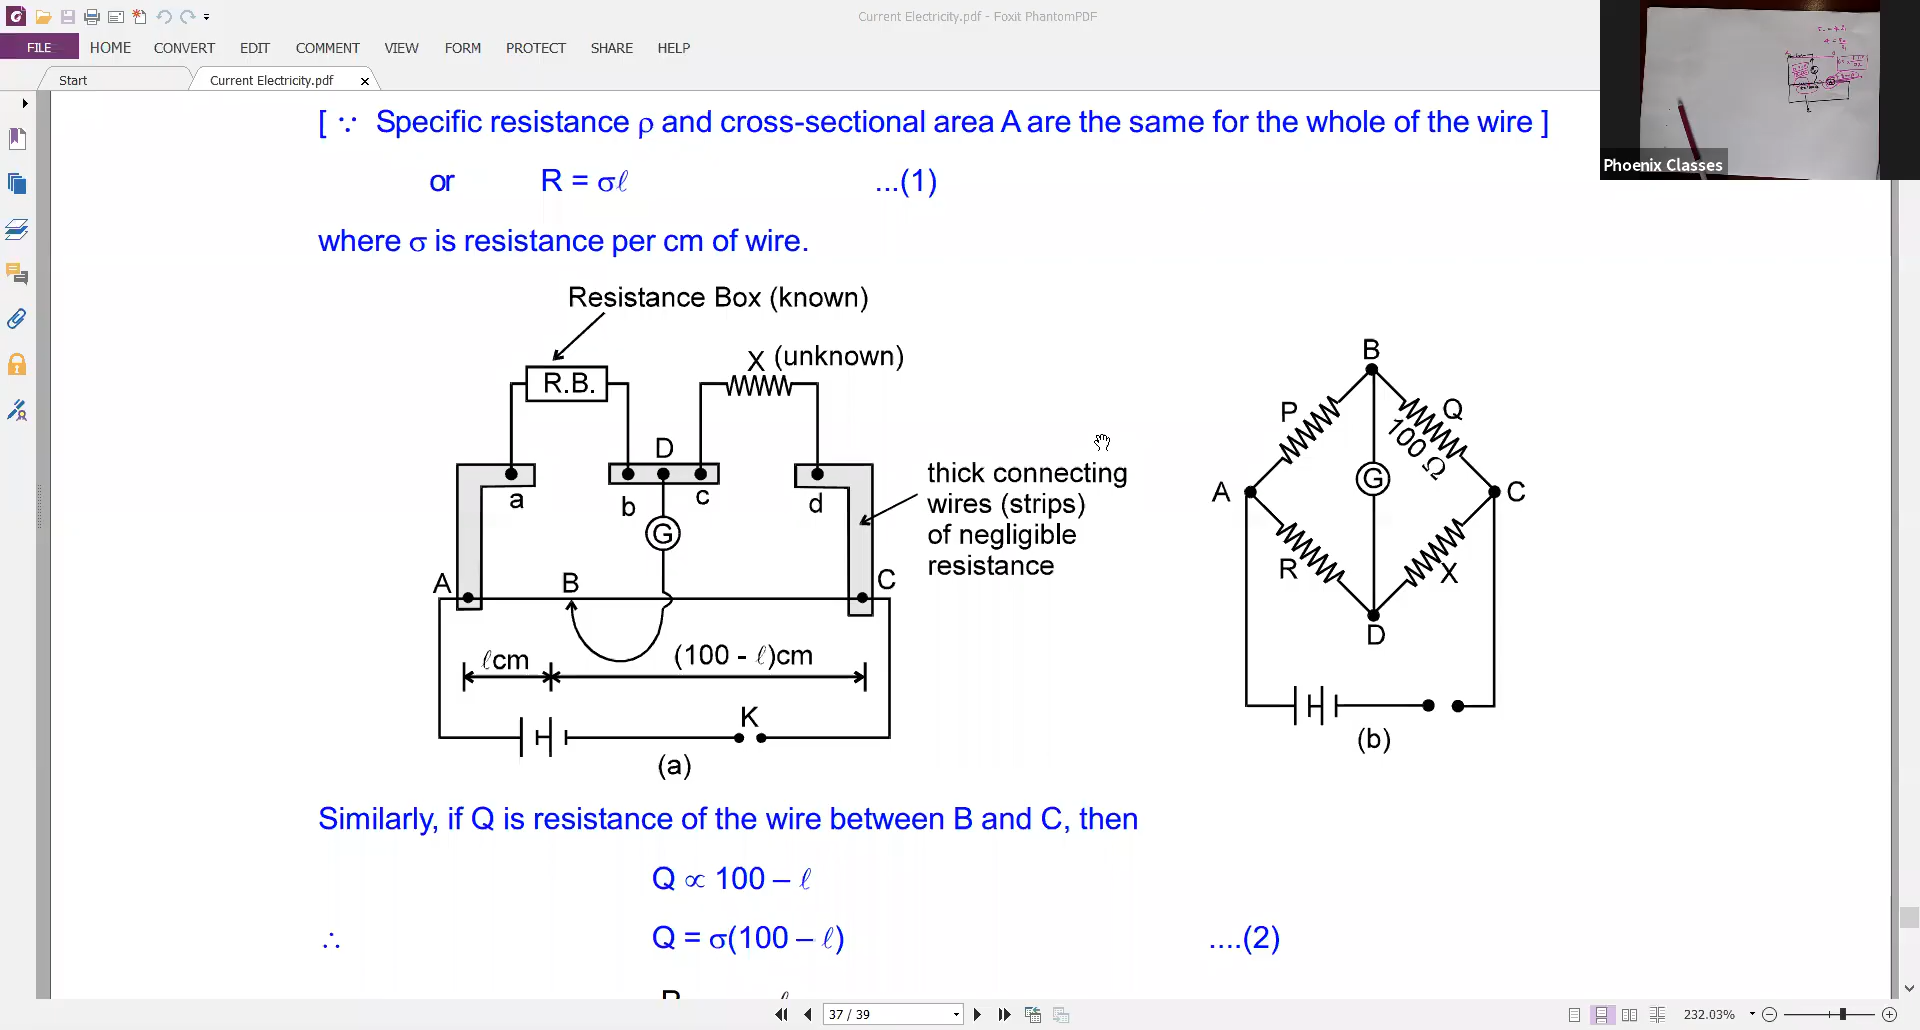 Current Electricity.pdf - Foxit PhantomPDF
FILE HOME CONVERT EDIT COMMENT VIEW FORM PROTECT SHARE HELP
Start Current Electricity.pdf
Phoenix Classes
[ ∵ Specific resistance ρ and cross-sectional area A are the same for the whole of the wire ]
or R = σℓ ...(1)
where σ is resistance per cm of wire.
Resistance Box (known)
R.B.
X (unknown)
D
a b c d
G
thick connecting
wires (strips)
of negligible
resistance
A B C
ℓcm (100 - ℓ)cm
K
(a)
B
P Q
100 Ω
A G C
R X
D
(b)
Similarly, if Q is resistance of the wire between B and C, then
Q ∝ 100 – ℓ
∴ Q = σ(100 – ℓ) ....(2)
37 / 39
232.03%